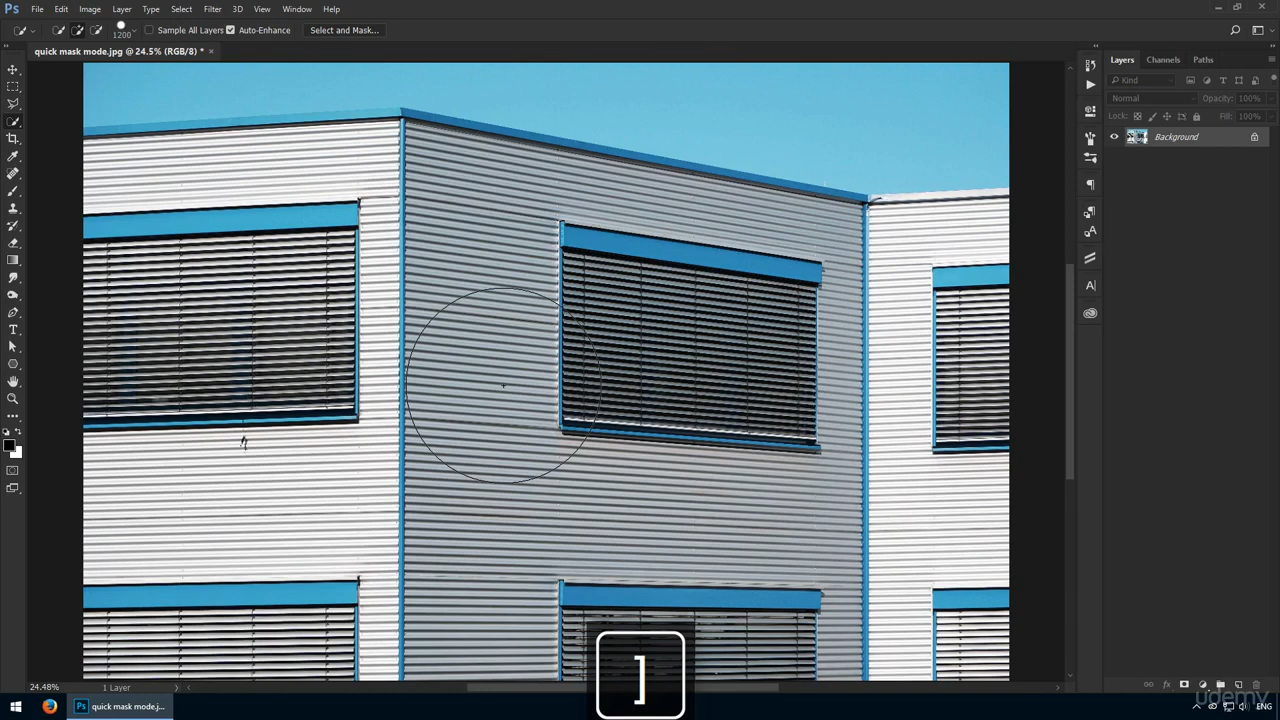 Ps File Edit Image Layer Type Select Filter 3D View Window Help
1200 Sample All Layers Auto-Enhance Select and Mask...
quick mask mode.jpg @ 24.5% (RGB/8) * ×
Layers Channels Paths
Kind
Normal Opacity: 100%
Lock: Fill: 100%
Background
]
24.48% 1 Layer
Ps quick mask mode.j...
ENG
udemy